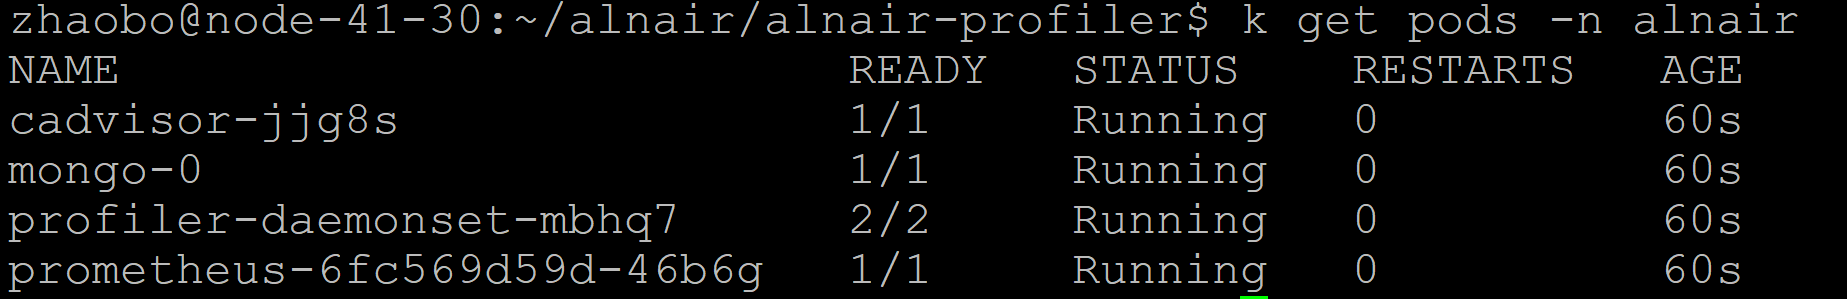 zhaobo@node-41-30:~/alnair/alnair-profiler$ k get pods -n alnair
NAME READY STATUS RESTARTS AGE
cadvisor-jjg8s 1/1 Running 0 60s
mongo-0 1/1 Running 0 60s
profiler-daemonset-mbhq7 2/2 Running 0 60s
prometheus-6fc569d59d-46b6g 1/1 Running 0 60s